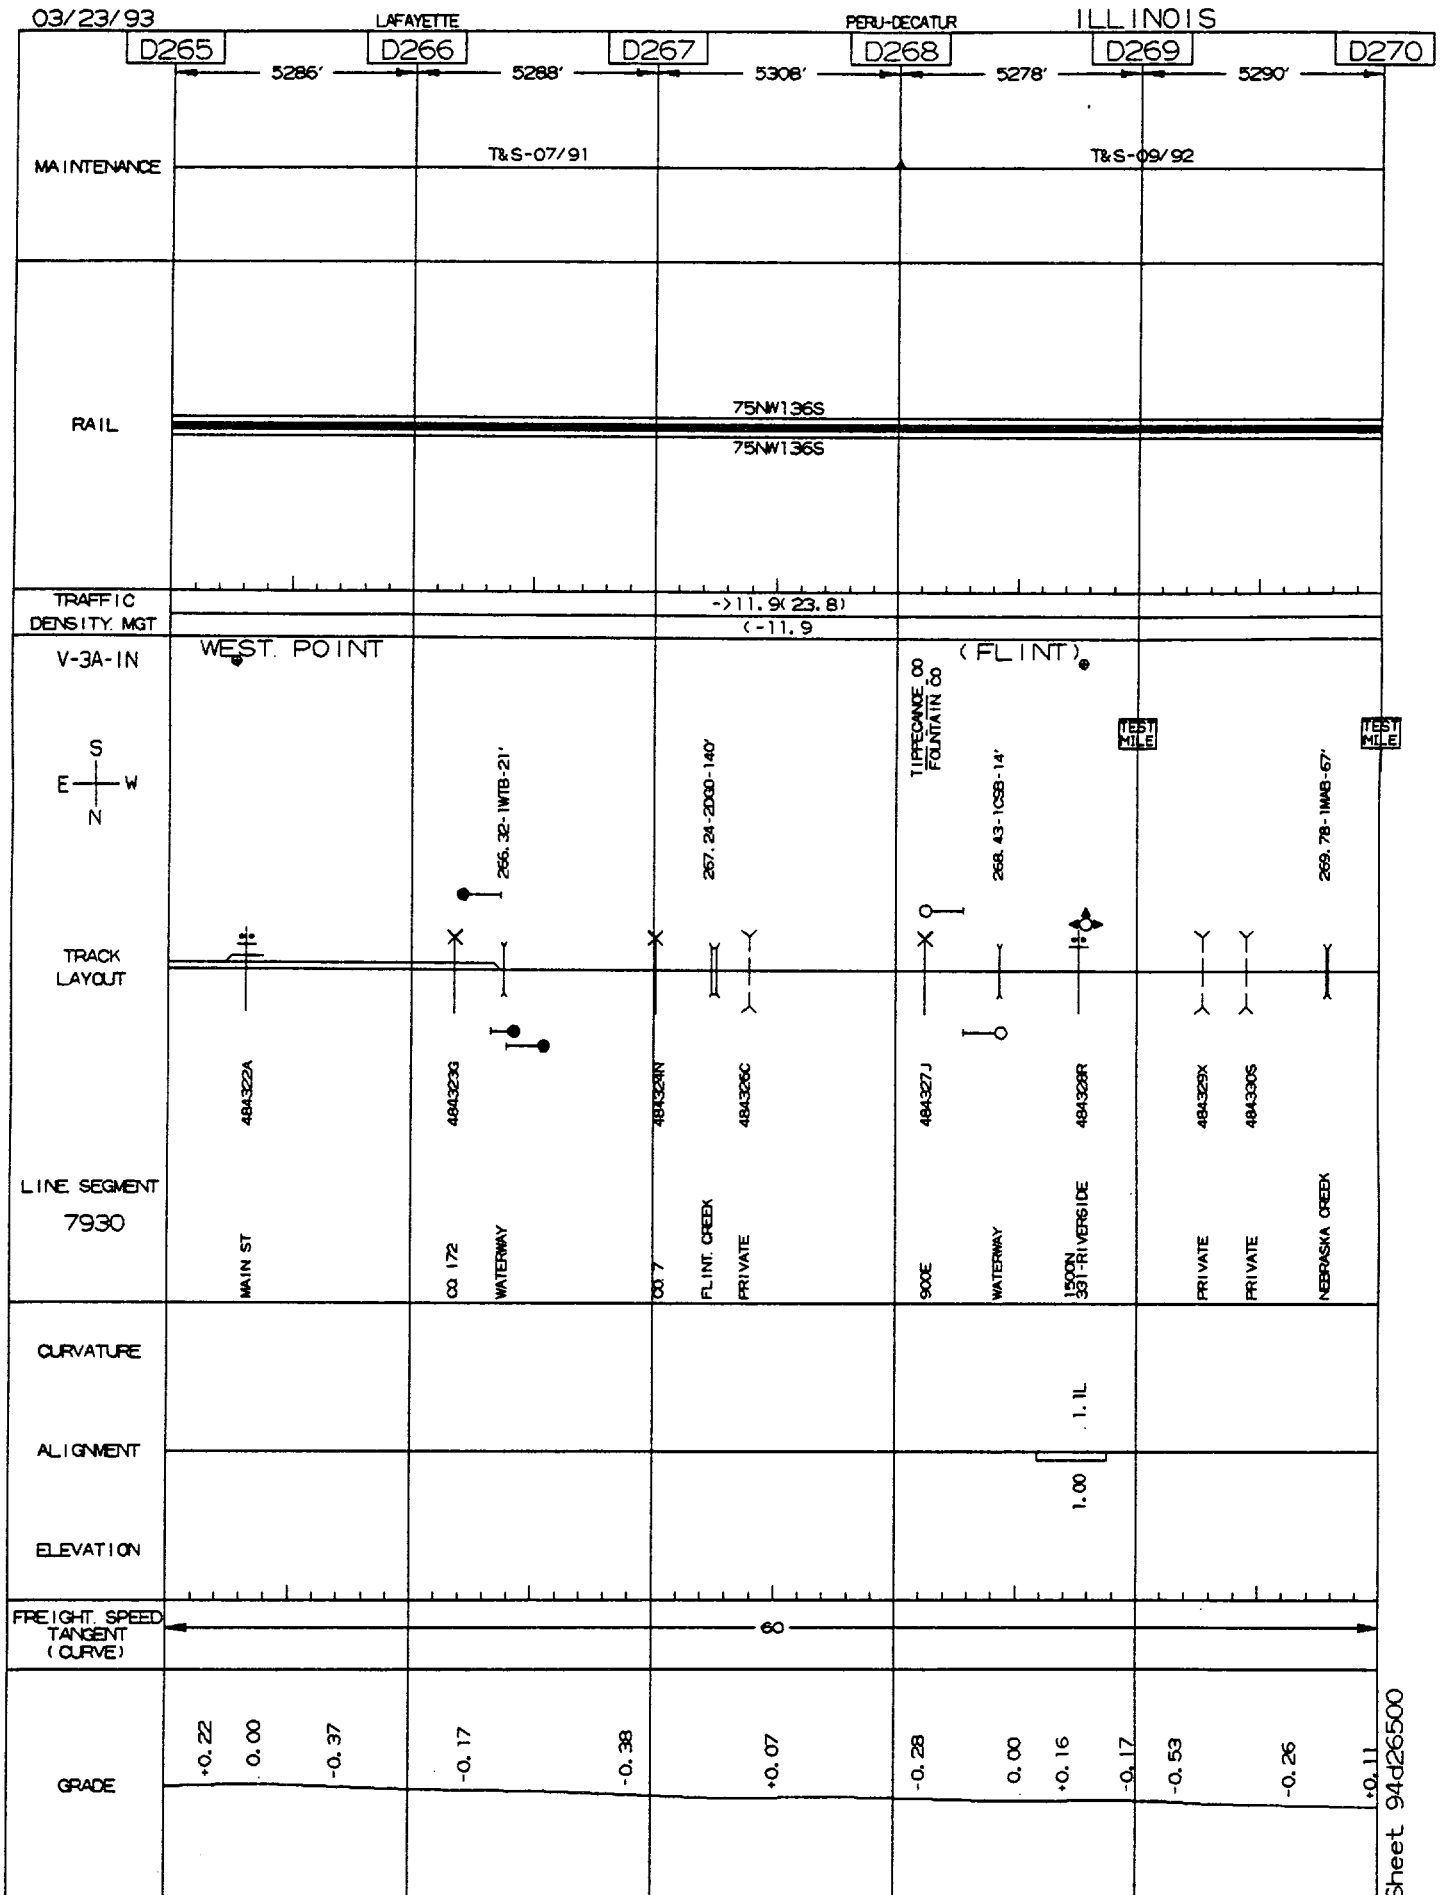 03/23/93 LAFAYETTE PERU-DECATUR ILLINOIS
D265 D266 D267 D268 D269 D270
5286' 5288' 5308' 5278' 5290'
MAINTENANCE T&S-07/91 T&S-09/92
75NW136S
RAIL
75NW136S
TRAFFIC
DENSITY. MGT
->11.9(23.8)
<-11.9
V-3A-IN WEST. POINT (FLINT)
TIPPECANOE. CO
FOUNTAIN CO
TEST
MILE
TEST
MILE
S
E W
N
266.32-1WTB-21'
267.24-2DGD-140'
268.43-1CSB-14'
269.78-1MAB-67'
TRACK
LAYOUT
484322A
484323G
484324N
484326C
484327J
484328R
484329X
484330S
LINE. SEGMENT
7930
MAIN ST
CO 172
WATERWAY
CO 7
FLINT. CREEK
PRIVATE
900E
WATERWAY
1500N
331-RIVERSIDE
PRIVATE
PRIVATE
NEBRASKA CREEK
CURVATURE
1.1L
ALIGNMENT
1.00
ELEVATION
FREIGHT. SPEED
TANGENT
(CURVE)
60
GRADE
+0.22
0.00
-0.37
-0.17
-0.38
+0.07
-0.28
0.00
+0.16
-0.17
-0.53
-0.26
+0.11
Sheet 94d26500